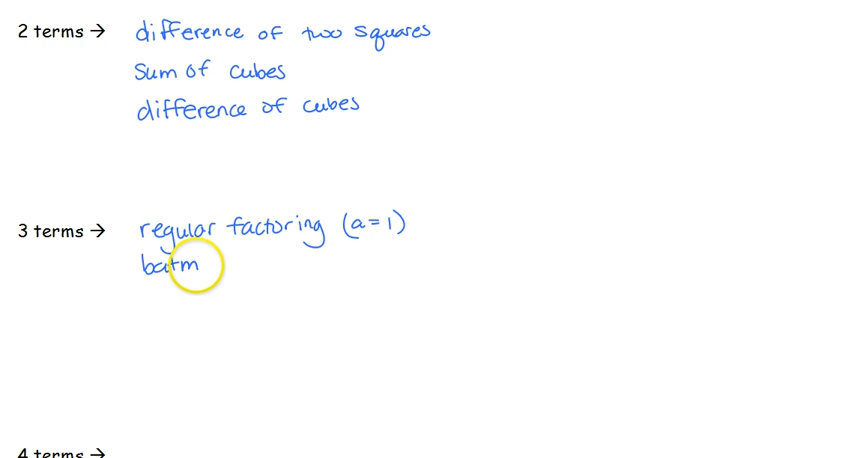 2 terms → difference of two squares
sum of cubes
difference of cubes
3 terms → regular factoring (a=1)
batm
4 terms →